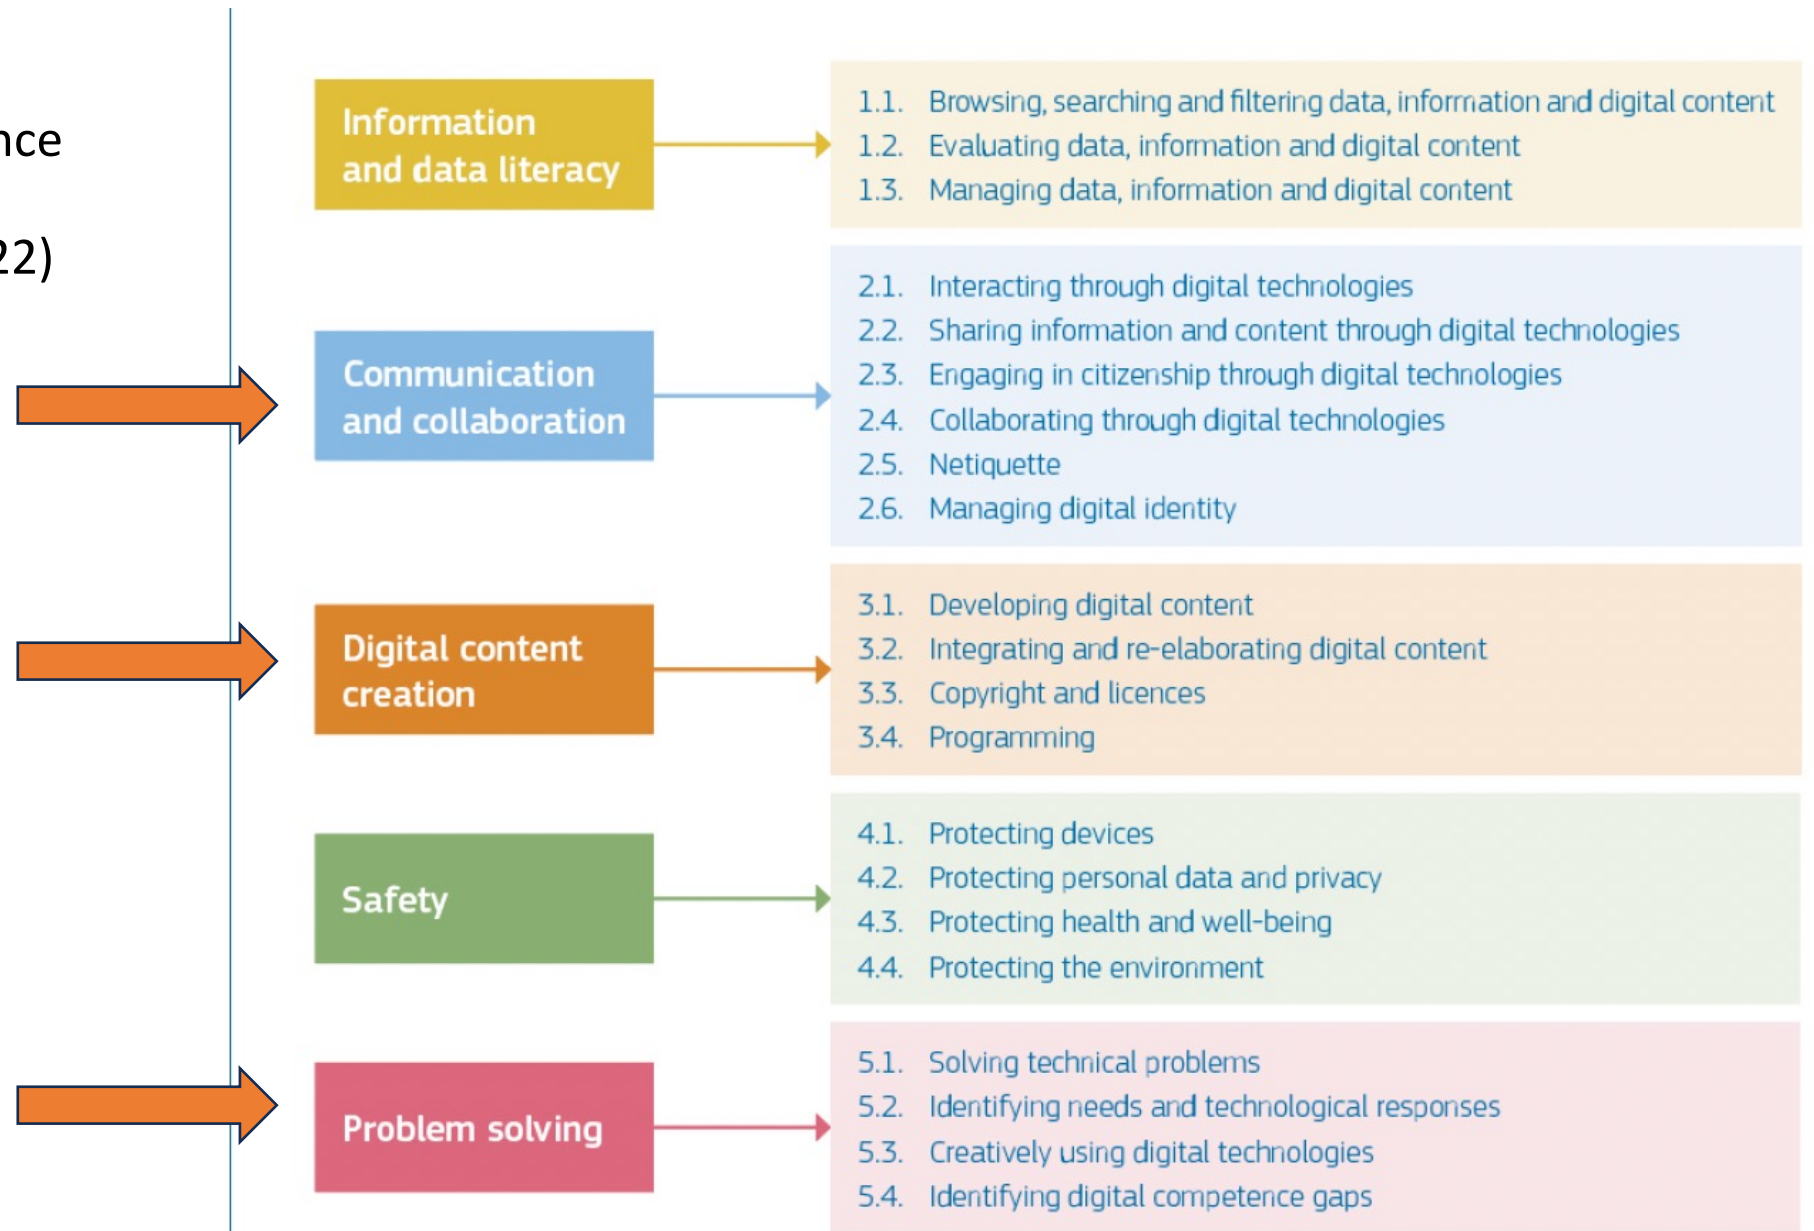 nce
22)
Information
and data literacy
1.1. Browsing, searching and filtering data, information and digital content
1.2. Evaluating data, information and digital content
1.3. Managing data, information and digital content
Communication
and collaboration
2.1. Interacting through digital technologies
2.2. Sharing information and content through digital technologies
2.3. Engaging in citizenship through digital technologies
2.4. Collaborating through digital technologies
2.5. Netiquette
2.6. Managing digital identity
Digital content
creation
3.1. Developing digital content
3.2. Integrating and re-elaborating digital content
3.3. Copyright and licences
3.4. Programming
Safety
4.1. Protecting devices
4.2. Protecting personal data and privacy
4.3. Protecting health and well-being
4.4. Protecting the environment
Problem solving
5.1. Solving technical problems
5.2. Identifying needs and technological responses
5.3. Creatively using digital technologies
5.4. Identifying digital competence gaps